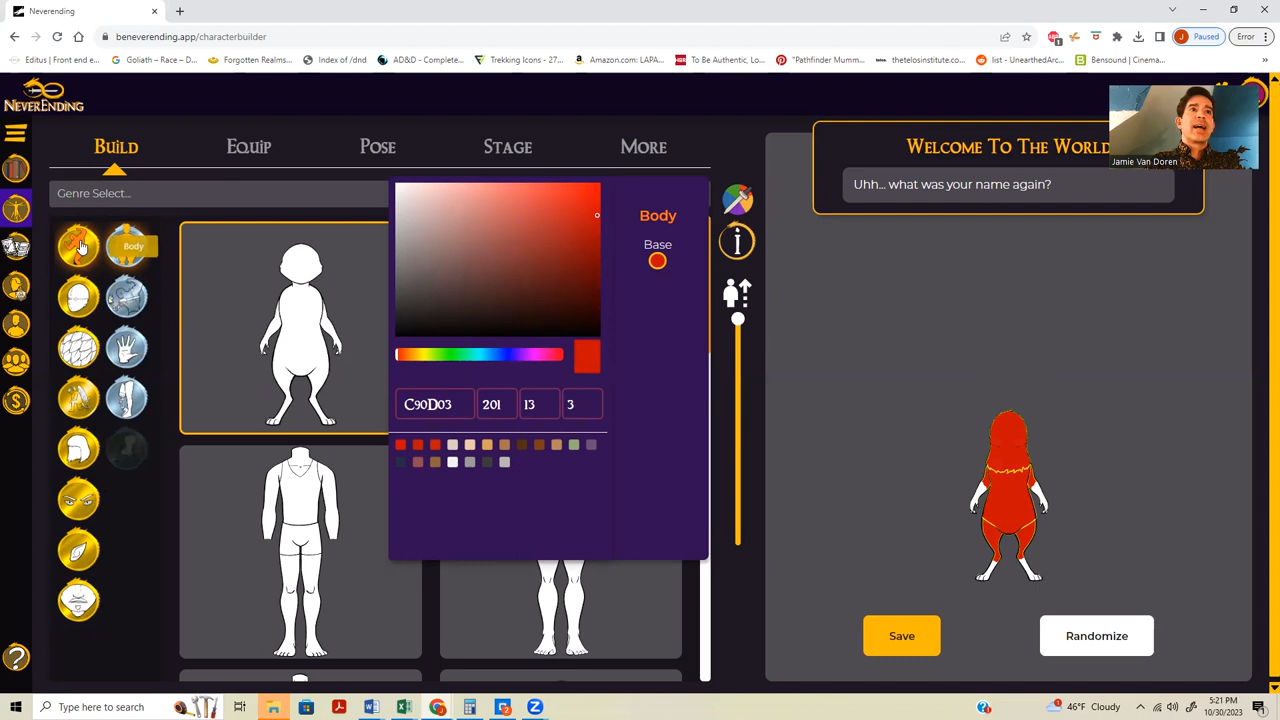 Neverending
beneverending.app/characterbuilder
Paused
Error
Editus | Front end e...
Goliath – Race – D...
Forgotten Realms...
Index of /dnd
AD&D - Complete...
Trekking Icons - 27...
Amazon.com: LAPA...
To Be Authentic, Lo...
"Pathfinder Mumm...
thetelosinstitute.c...
list - UnearthedArc...
Bensound | Cinema...
NeverEnding
Build
Equip
Pose
Stage
More
Welcome To The World
Jamie Van Doren
Genre Select...
Uhh... what was your name again?
Body
Body
Base
C90D03
201
13
3
Save
Randomize
Type here to search
46°F Cloudy
5:21 PM
10/30/2023